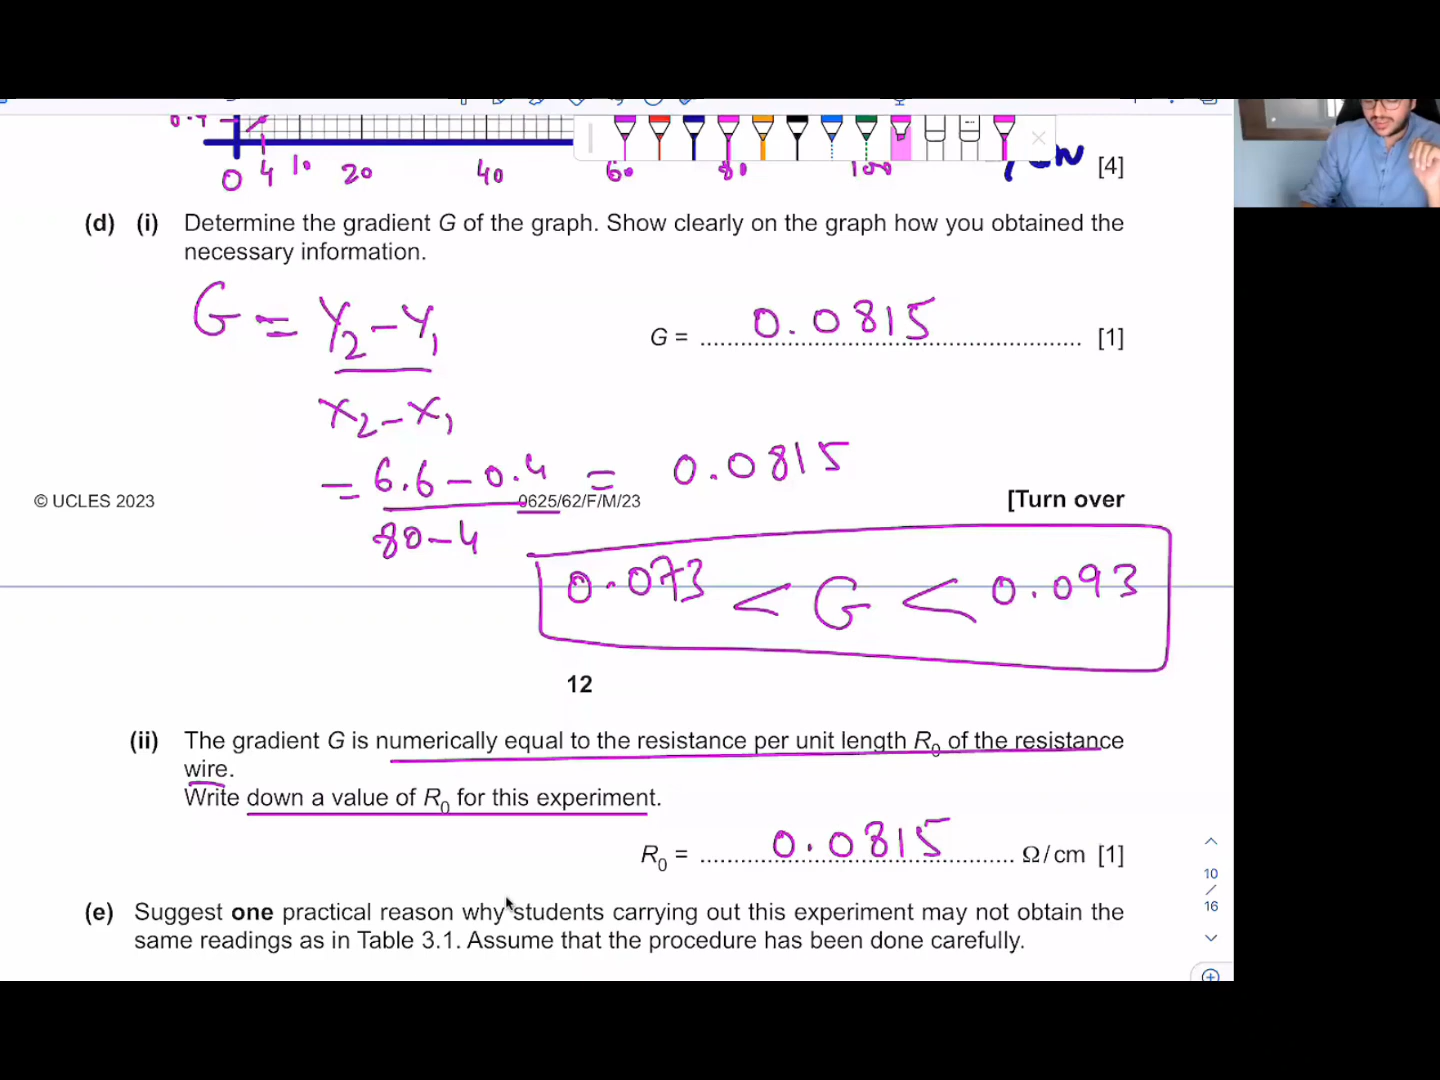 0.4
0 4 10 20 40 60 80 100 [4]
(d) (i) Determine the gradient G of the graph. Show clearly on the graph how you obtained the
necessary information.
G = Y2 - Y1
X2 - X1
G = 0.0815 [1]
= 6.6 - 0.4 = 0.0815
80 - 4
© UCLES 2023 0625/62/F/M/23 [Turn over
0.073 < G < 0.093
12
(ii) The gradient G is numerically equal to the resistance per unit length R0 of the resistance
wire.
Write down a value of R0 for this experiment.
R0 = 0.0815 Ω/cm [1]
10
/
16
(e) Suggest one practical reason why students carrying out this experiment may not obtain the
same readings as in Table 3.1. Assume that the procedure has been done carefully.